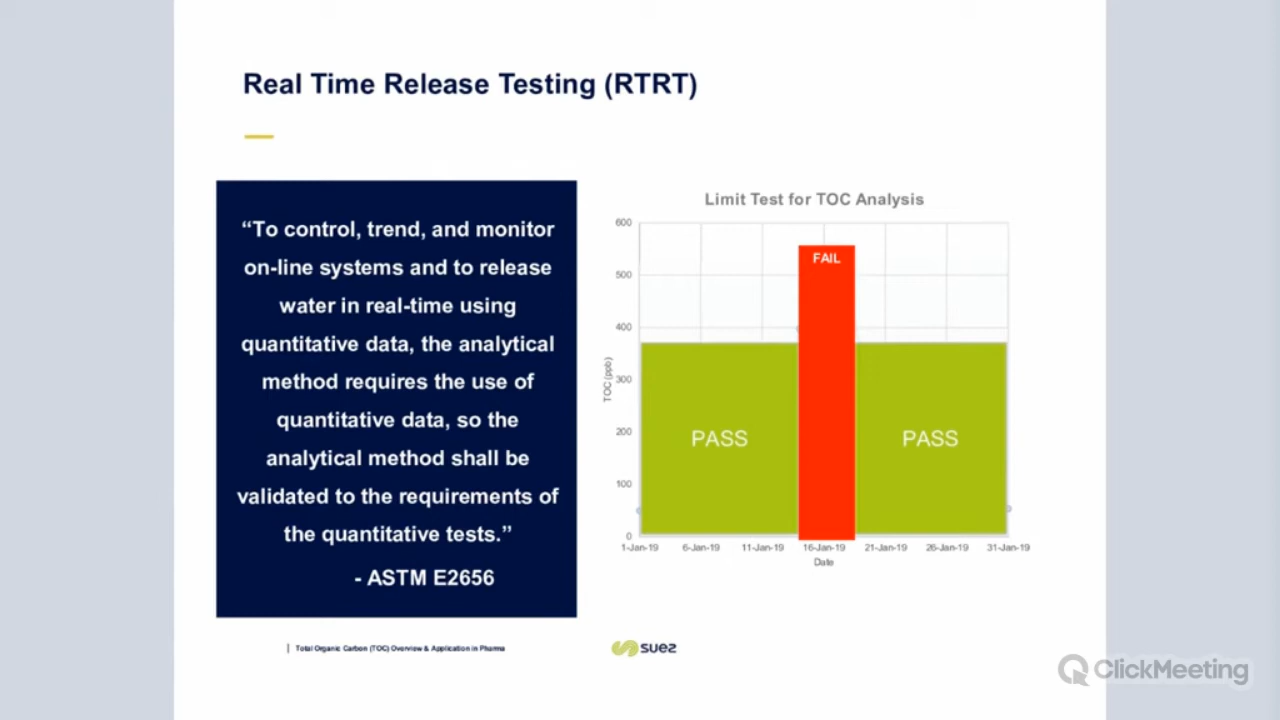 Real Time Release Testing (RTRT)
“To control, trend, and monitor
on-line systems and to release
water in real-time using
quantitative data, the analytical
method requires the use of
quantitative data, so the
analytical method shall be
validated to the requirements of
the quantitative tests.”
- ASTM E2656
Limit Test for TOC Analysis
600
500
400
300
200
100
0
TOC (ppb)
FAIL
PASS
PASS
1-Jan-19 6-Jan-19 11-Jan-19 16-Jan-19 21-Jan-19 26-Jan-19 31-Jan-19
Date
Total Organic Carbon (TOC) Overview & Application in Pharma
suez
ClickMeeting